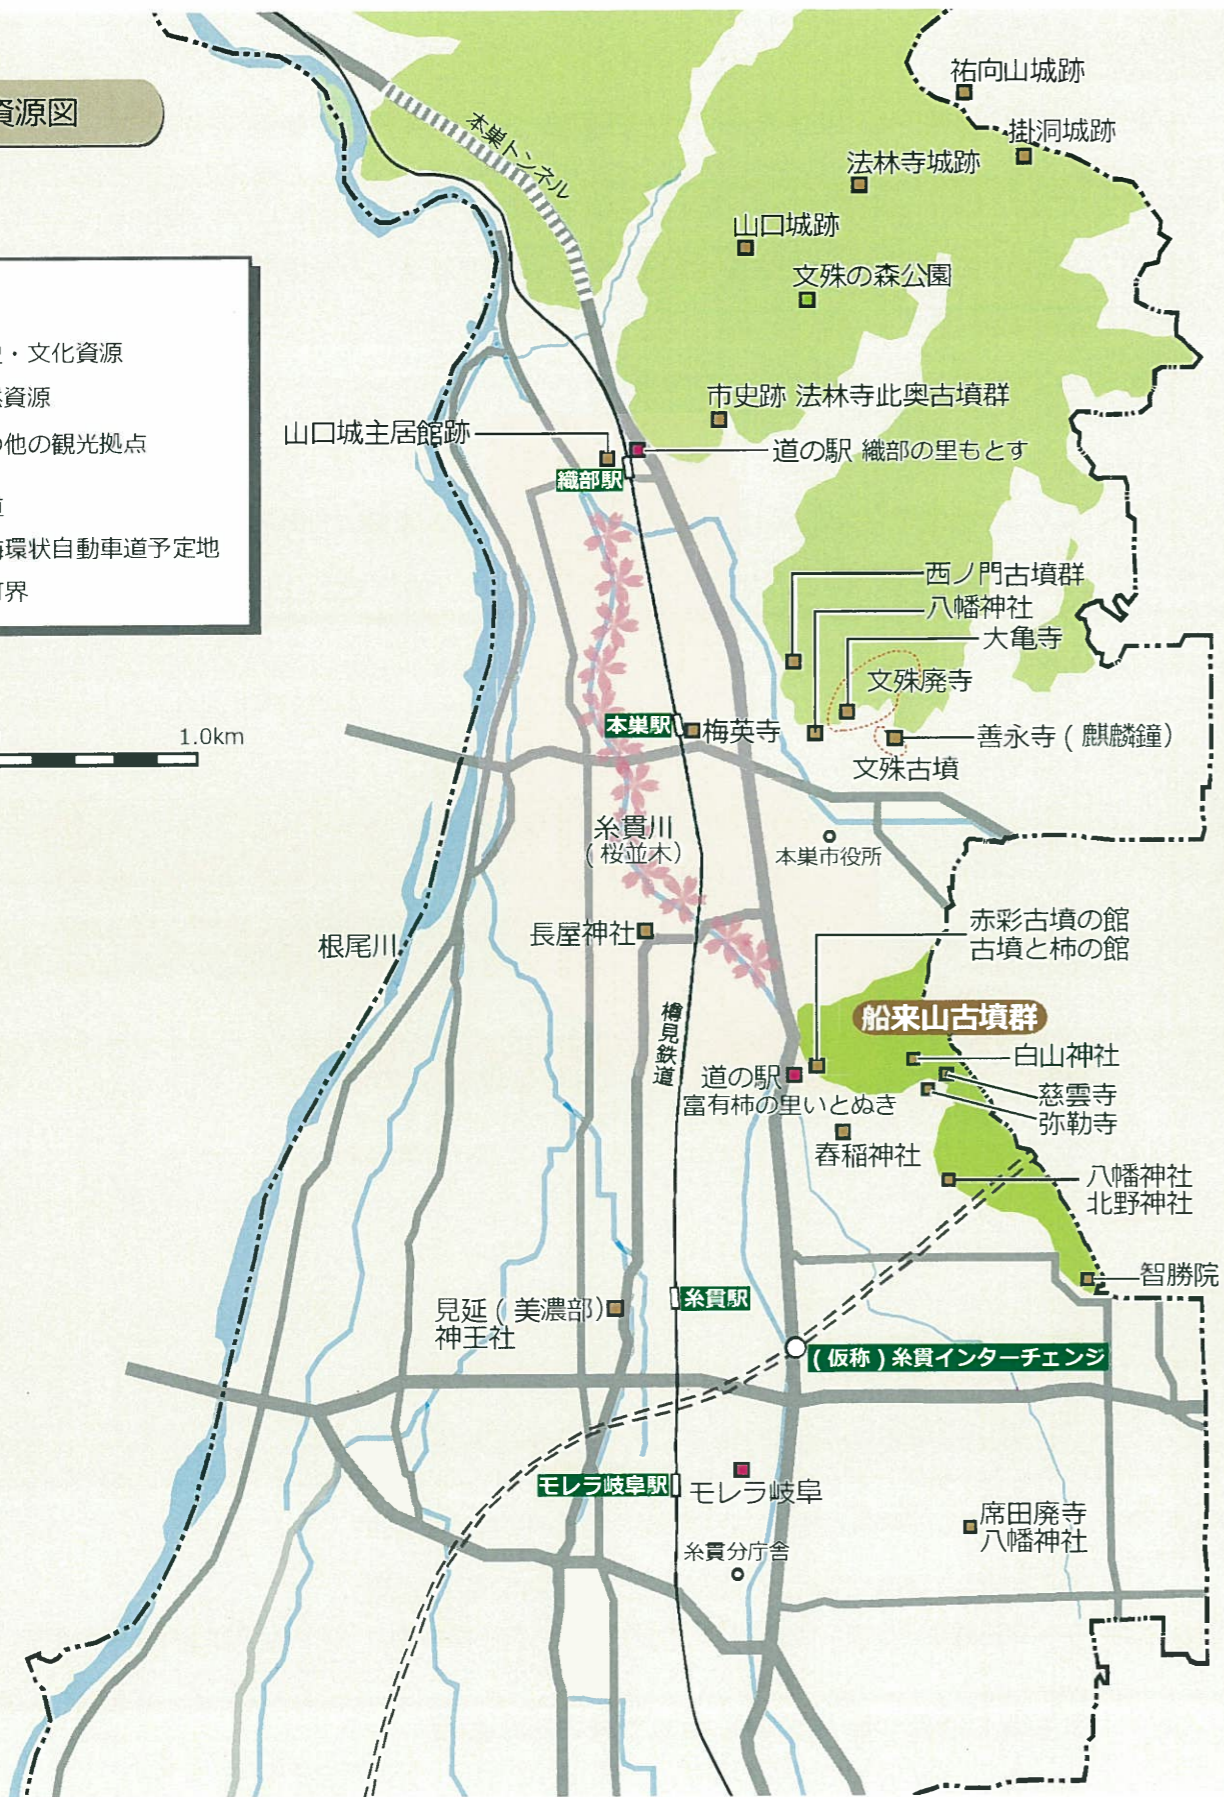 資源図
祐向山城跡
掛洞城跡
本巣トンネル
法林寺城跡
山口城跡
文殊の森公園
・文化資源
資源
他の観光拠点
環状自動車道予定地
界
市史跡 法林寺此奥古墳群
山口城主居館跡
道の駅 織部の里もとす
織部駅
西ノ門古墳群
八幡神社
大亀寺
文殊廃寺
本巣駅
梅英寺
善永寺(麒麟鐘)
文殊古墳
1.0km
糸貫川
(桜並木)
本巣市役所
根尾川
長屋神社
赤彩古墳の館
古墳と柿の館
船来山古墳群
樽見鉄道
白山神社
道の駅
富有柿の里いとぬき
慈雲寺
弥勒寺
春稲神社
八幡神社
北野神社
智勝院
糸貫駅
見延(美濃部)
神王社
(仮称)糸貫インターチェンジ
モレラ岐阜駅
モレラ岐阜
席田廃寺
八幡神社
糸貫分庁舎